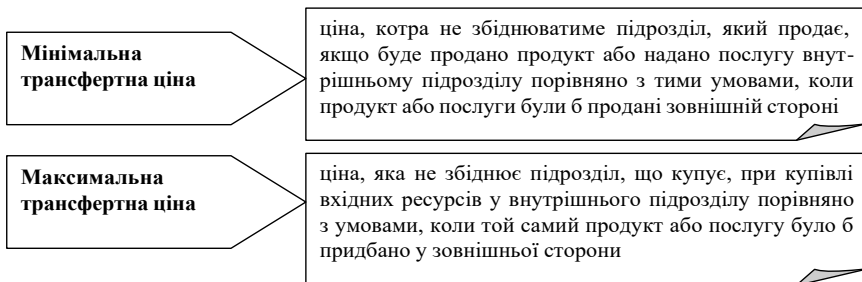 Мінімальна
трансфертна ціна
ціна, котра не збіднюватиме підрозділ, який продає,
якщо буде продано продукт або надано послугу внут-
рішньому підрозділу порівняно з тими умовами, коли
продукт або послуги були б продані зовнішній стороні
Максимальна
трансфертна ціна
ціна, яка не збіднює підрозділ, що купує, при купівлі
вхідних ресурсів у внутрішнього підрозділу порівняно
з умовами, коли той самий продукт або послугу було б
придбано у зовнішньої сторони